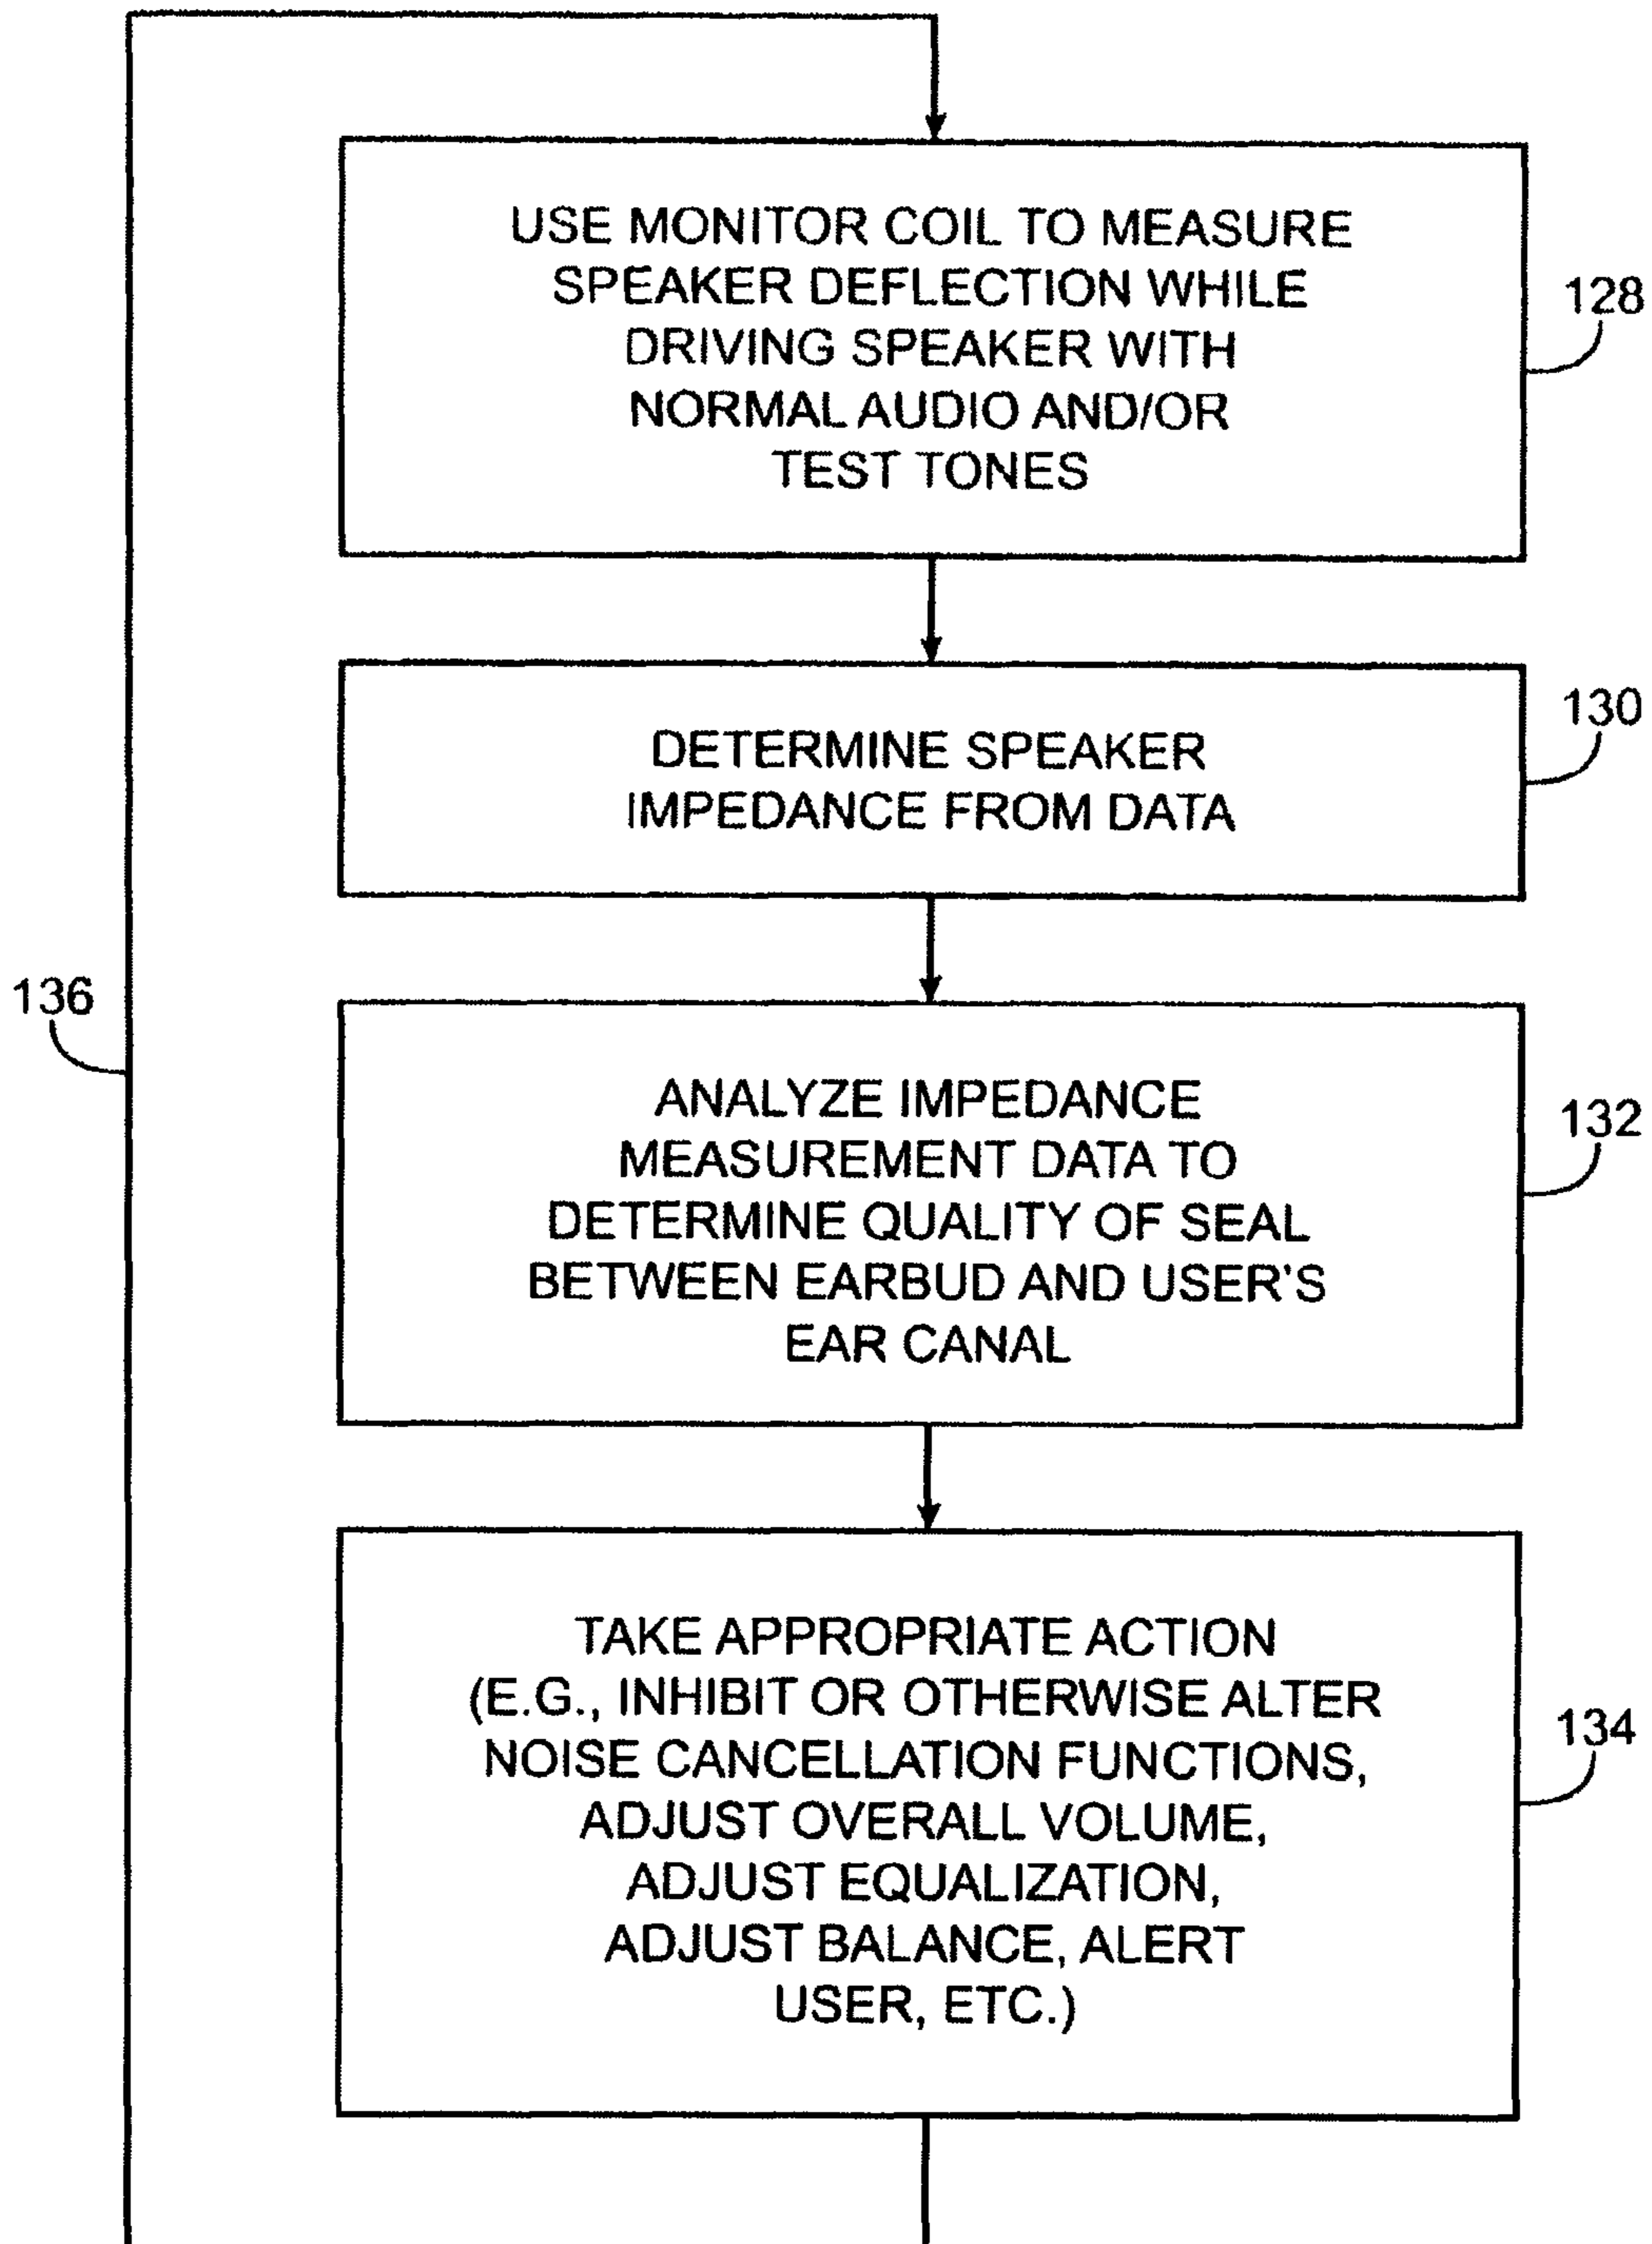 USE MONITOR COIL TO MEASURE
SPEAKER DEFLECTION WHILE
DRIVING SPEAKER WITH
NORMAL AUDIO AND/OR
TEST TONES
128
DETERMINE SPEAKER
IMPEDANCE FROM DATA
130
136
ANALYZE IMPEDANCE
MEASUREMENT DATA TO
DETERMINE QUALITY OF SEAL
BETWEEN EARBUD AND USER'S
EAR CANAL
132
TAKE APPROPRIATE ACTION
(E.G., INHIBIT OR OTHERWISE ALTER
NOISE CANCELLATION FUNCTIONS,
ADJUST OVERALL VOLUME,
ADJUST EQUALIZATION,
ADJUST BALANCE, ALERT
USER, ETC.)
134